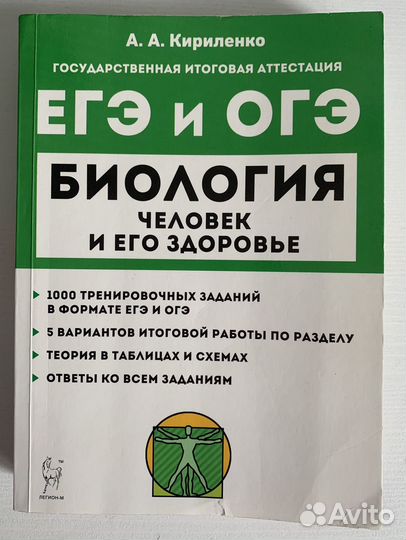 А. А. Кириленко
ГОСУДАРСТВЕННАЯ ИТОГОВАЯ АТТЕСТАЦИЯ
ЕГЭ и ОГЭ
БИОЛОГИЯ
ЧЕЛОВЕК
И ЕГО ЗДОРОВЬЕ
1000 ТРЕНИРОВОЧНЫХ ЗАДАНИЙ
В ФОРМАТЕ ЕГЭ И ОГЭ
5 ВАРИАНТОВ ИТОГОВОЙ РАБОТЫ ПО РАЗДЕЛУ
ТЕОРИЯ В ТАБЛИЦАХ И СХЕМАХ
ОТВЕТЫ КО ВСЕМ ЗАДАНИЯМ
TM
ЛЕГИОН-М
Avito